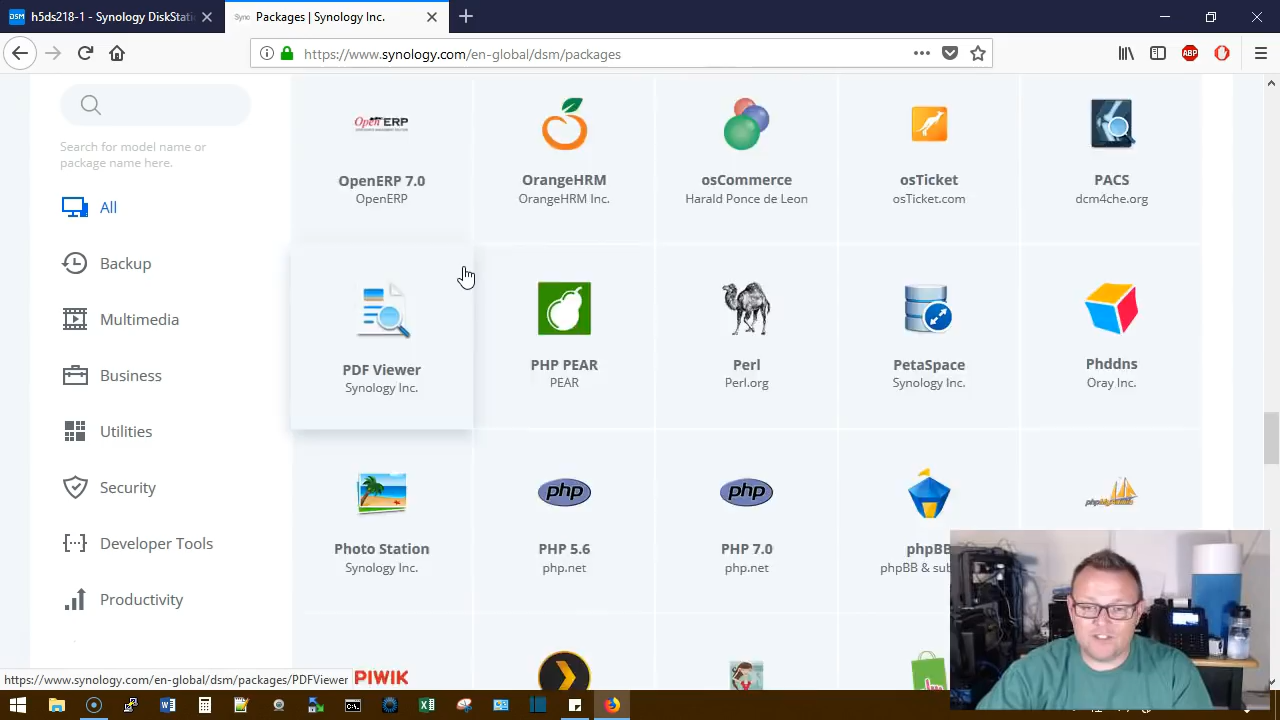 h5ds218-1 - Synology DiskStati
Packages | Synology Inc.
https://www.synology.com/en-global/dsm/packages
ABP
Search for model name or
package name here.
All
Backup
Multimedia
Business
Utilities
Security
Developer Tools
Productivity
Open ERP
OpenERP 7.0
OpenERP
OrangeHRM
OrangeHRM Inc.
osCommerce
Harald Ponce de Leon
osTicket
osTicket.com
PACS
dcm4che.org
PDF Viewer
Synology Inc.
PHP PEAR
PEAR
Perl
Perl.org
PetaSpace
Synology Inc.
Phddns
Oray Inc.
Photo Station
Synology Inc.
php
PHP 5.6
php.net
php
PHP 7.0
php.net
phpBB
phpBB & sub
PIWIK
https://www.synology.com/en-global/dsm/packages/PDFViewer